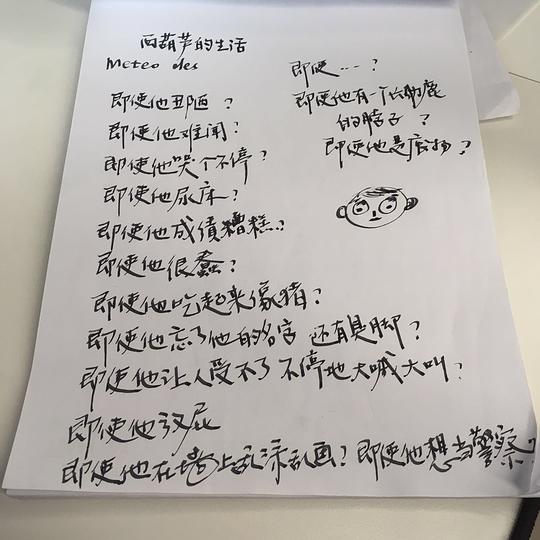 西葫芦的生活
Meteo des
即使他丑陋？
即使他难闻？
即使他哭个不停？
即使他尿床？
即使他成绩糟糕？
即使他很蠢？
即使他吃起来像猪？
即使他忘了他的名字 还有臭脚？
即使他让人受不了 不停地大喊大叫？
即使他放屁
即使他在墙上乱涂乱画？即使他想当警察？
即使……？
即使他有一个长颈鹿
的脖子？
即使他是废物？